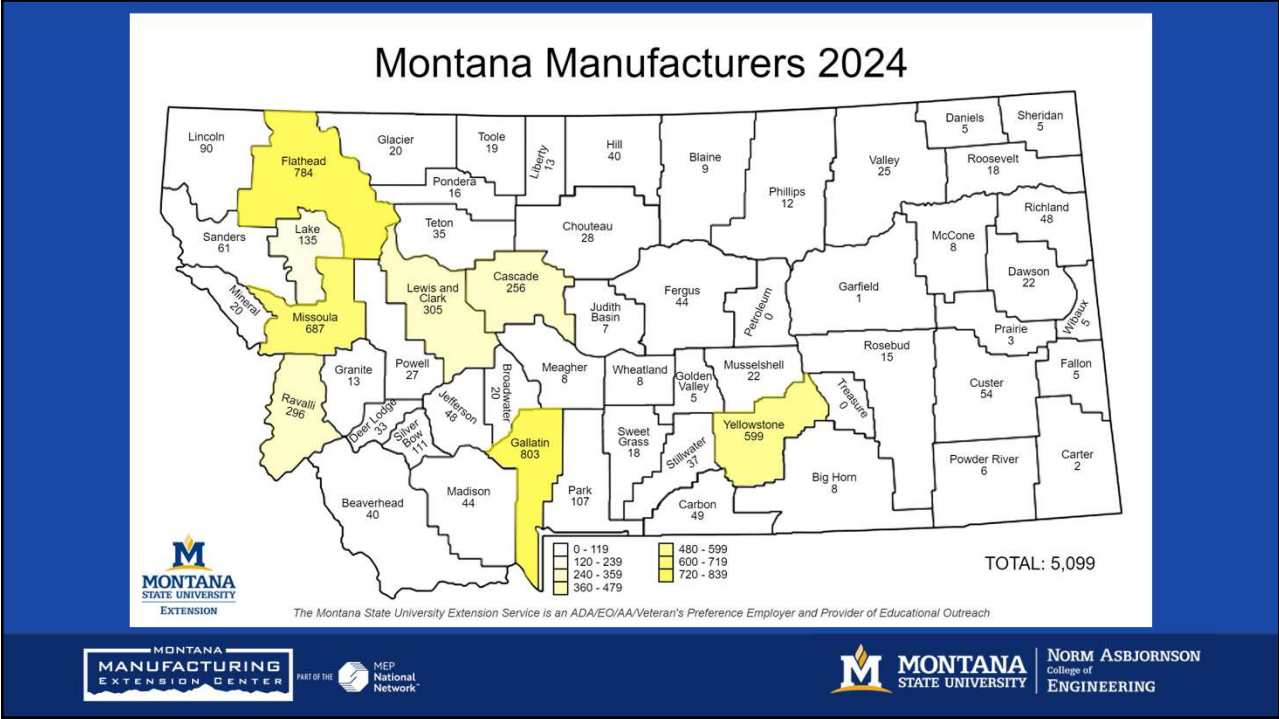 Montana Manufacturers 2024
Lincoln
90
Flathead
784
Glacier
20
Toole
19
Liberty
13
Hill
40
Blaine
9
Phillips
12
Valley
25
Daniels
5
Sheridan
5
Roosevelt
18
Pondera
16
Sanders
61
Lake
135
Teton
35
Chouteau
28
McCone
8
Richland
48
Mineral
20
Missoula
687
Lewis and
Clark
305
Cascade
256
Judith
Basin
7
Fergus
44
Petroleum
0
Garfield
1
Dawson
22
Wibaux
5
Prairie
3
Ravalli
296
Granite
13
Powell
27
Deer Lodge
33
Silver
Bow
111
Jefferson
48
Broadwater
20
Meagher
8
Wheatland
8
Golden
Valley
5
Musselshell
22
Rosebud
15
Treasure
0
Custer
54
Fallon
5
Gallatin
803
Sweet
Grass
18
Stillwater
37
Yellowstone
599
Big Horn
8
Powder River
6
Carter
2
Beaverhead
40
Madison
44
Park
107
Carbon
49
0 - 119
120 - 239
240 - 359
360 - 479
480 - 599
600 - 719
720 - 839
TOTAL: 5,099
M
MONTANA
STATE UNIVERSITY
EXTENSION
The Montana State University Extension Service is an ADA/EO/AA/Veteran's Preference Employer and Provider of Educational Outreach
MONTANA
MANUFACTURING
EXTENSION CENTER
PART OF THE
MEP
National
Network™
M
MONTANA
STATE UNIVERSITY
NORM ASBJORNSON
College of
ENGINEERING